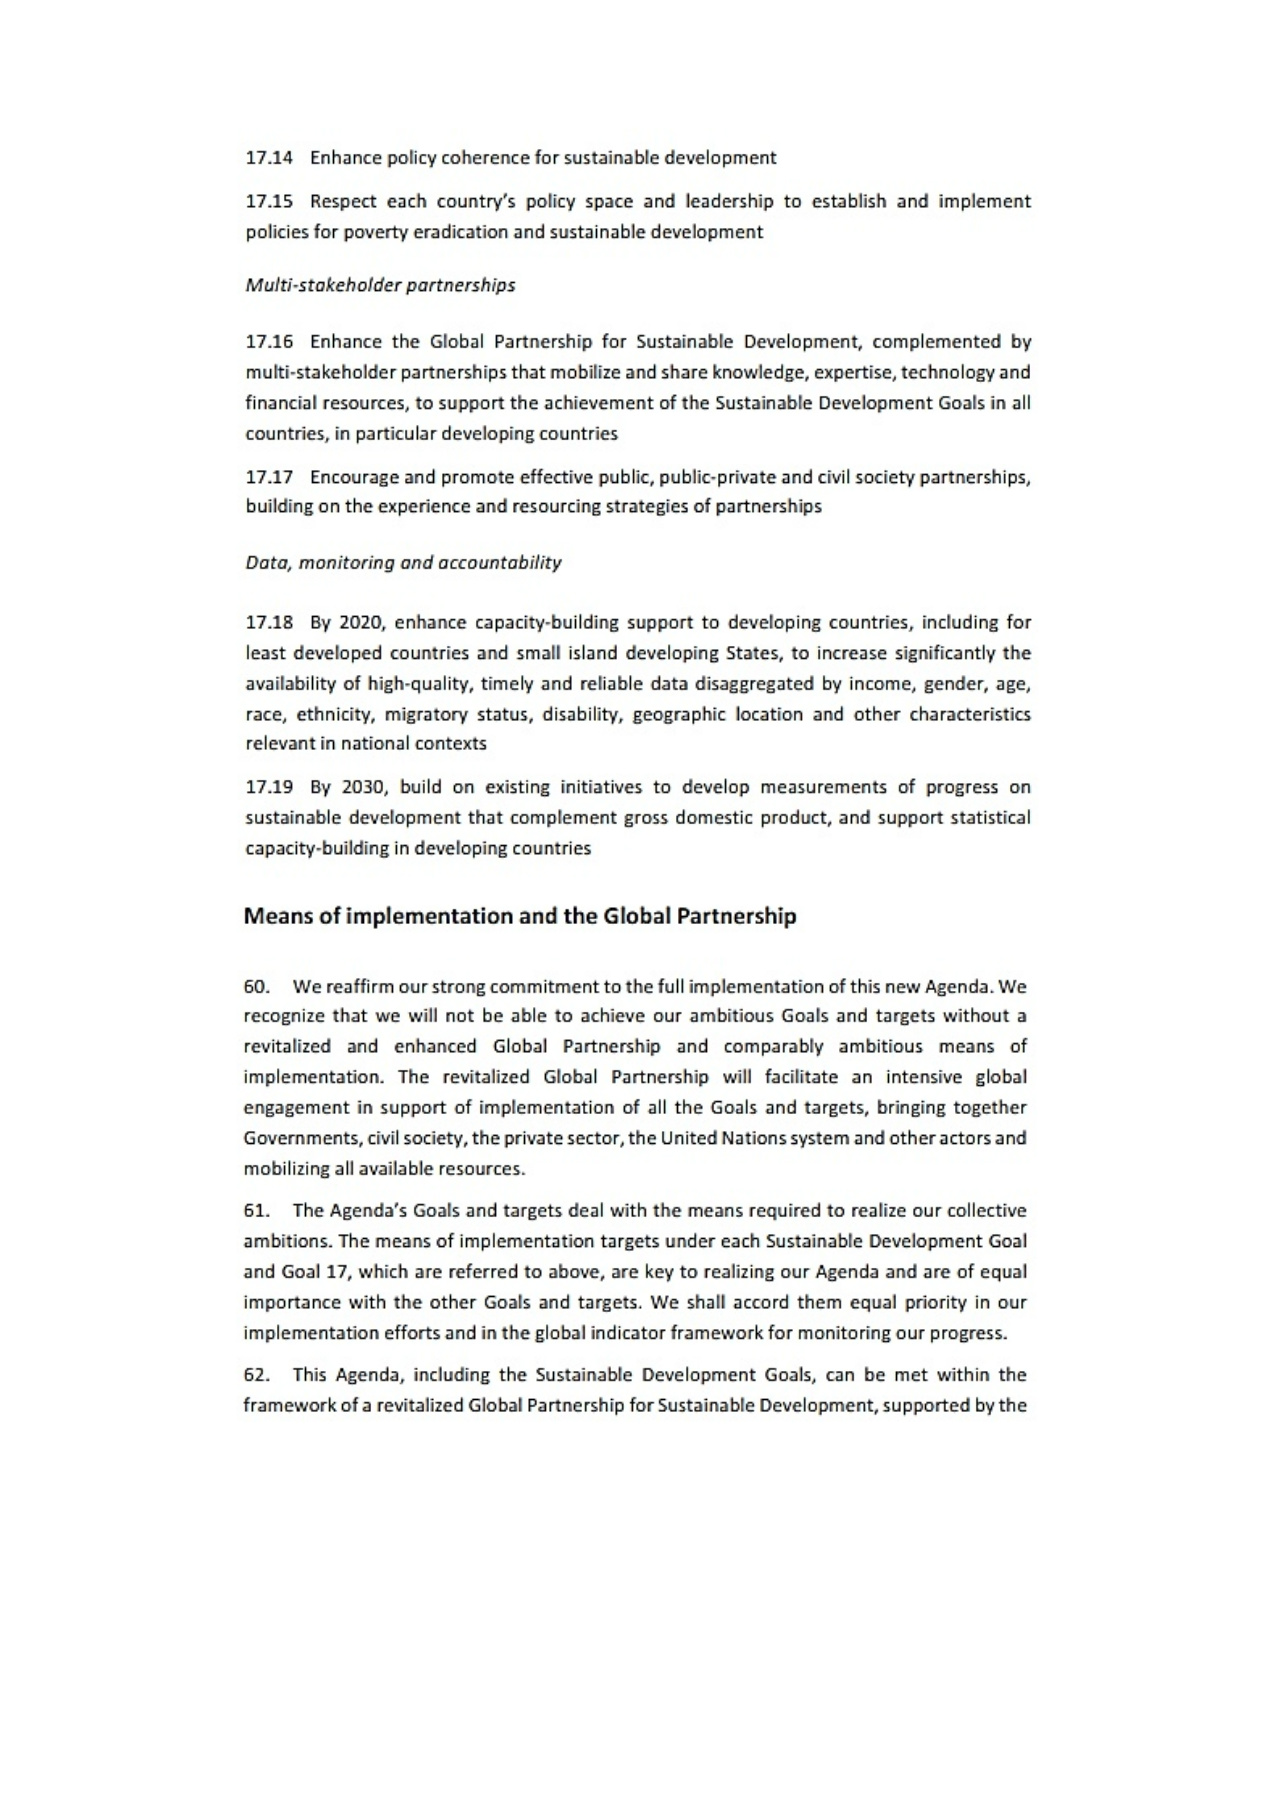 17.14 Enhance policy coherence for sustainable development
17.15 Respect each country's policy space and leadership to establish and implement
policies for poverty eradication and sustainable development
Multi-stakeholder partnerships
17.16 Enhance the Global Partnership for Sustainable Development, complemented by
multi-stakeholder partnerships that mobilize and share knowledge, expertise, technology and
financial resources, to support the achievement of the Sustainable Development Goals in all
countries, in particular developing countries
17.17 Encourage and promote effective public, public-private and civil society partnerships,
building on the experience and resourcing strategies of partnerships
Data, monitoring and accountability
17.18 By 2020, enhance capacity-building support to developing countries, including for
least developed countries and small island developing States, to increase significantly the
availability of high-quality, timely and reliable data disaggregated by income, gender, age,
race, ethnicity, migratory status, disability, geographic location and other characteristics
relevant in national contexts
17.19 By 2030, build on existing initiatives to develop measurements of progress on
sustainable development that complement gross domestic product, and support statistical
capacity-building in developing countries
Means of implementation and the Global Partnership
60. We reaffirm our strong commitment to the full implementation of this new Agenda. We
recognize that we will not be able to achieve our ambitious Goals and targets without a
revitalized and enhanced Global Partnership and comparably ambitious means of
implementation. The revitalized Global Partnership will facilitate an intensive global
engagement in support of implementation of all the Goals and targets, bringing together
Governments, civil society, the private sector, the United Nations system and other actors and
mobilizing all available resources.
61. The Agenda's Goals and targets deal with the means required to realize our collective
ambitions. The means of implementation targets under each Sustainable Development Goal
and Goal 17, which are referred to above, are key to realizing our Agenda and are of equal
importance with the other Goals and targets. We shall accord them equal priority in our
implementation efforts and in the global indicator framework for monitoring our progress.
62. This Agenda, including the Sustainable Development Goals, can be met within the
framework of a revitalized Global Partnership for Sustainable Development, supported by the